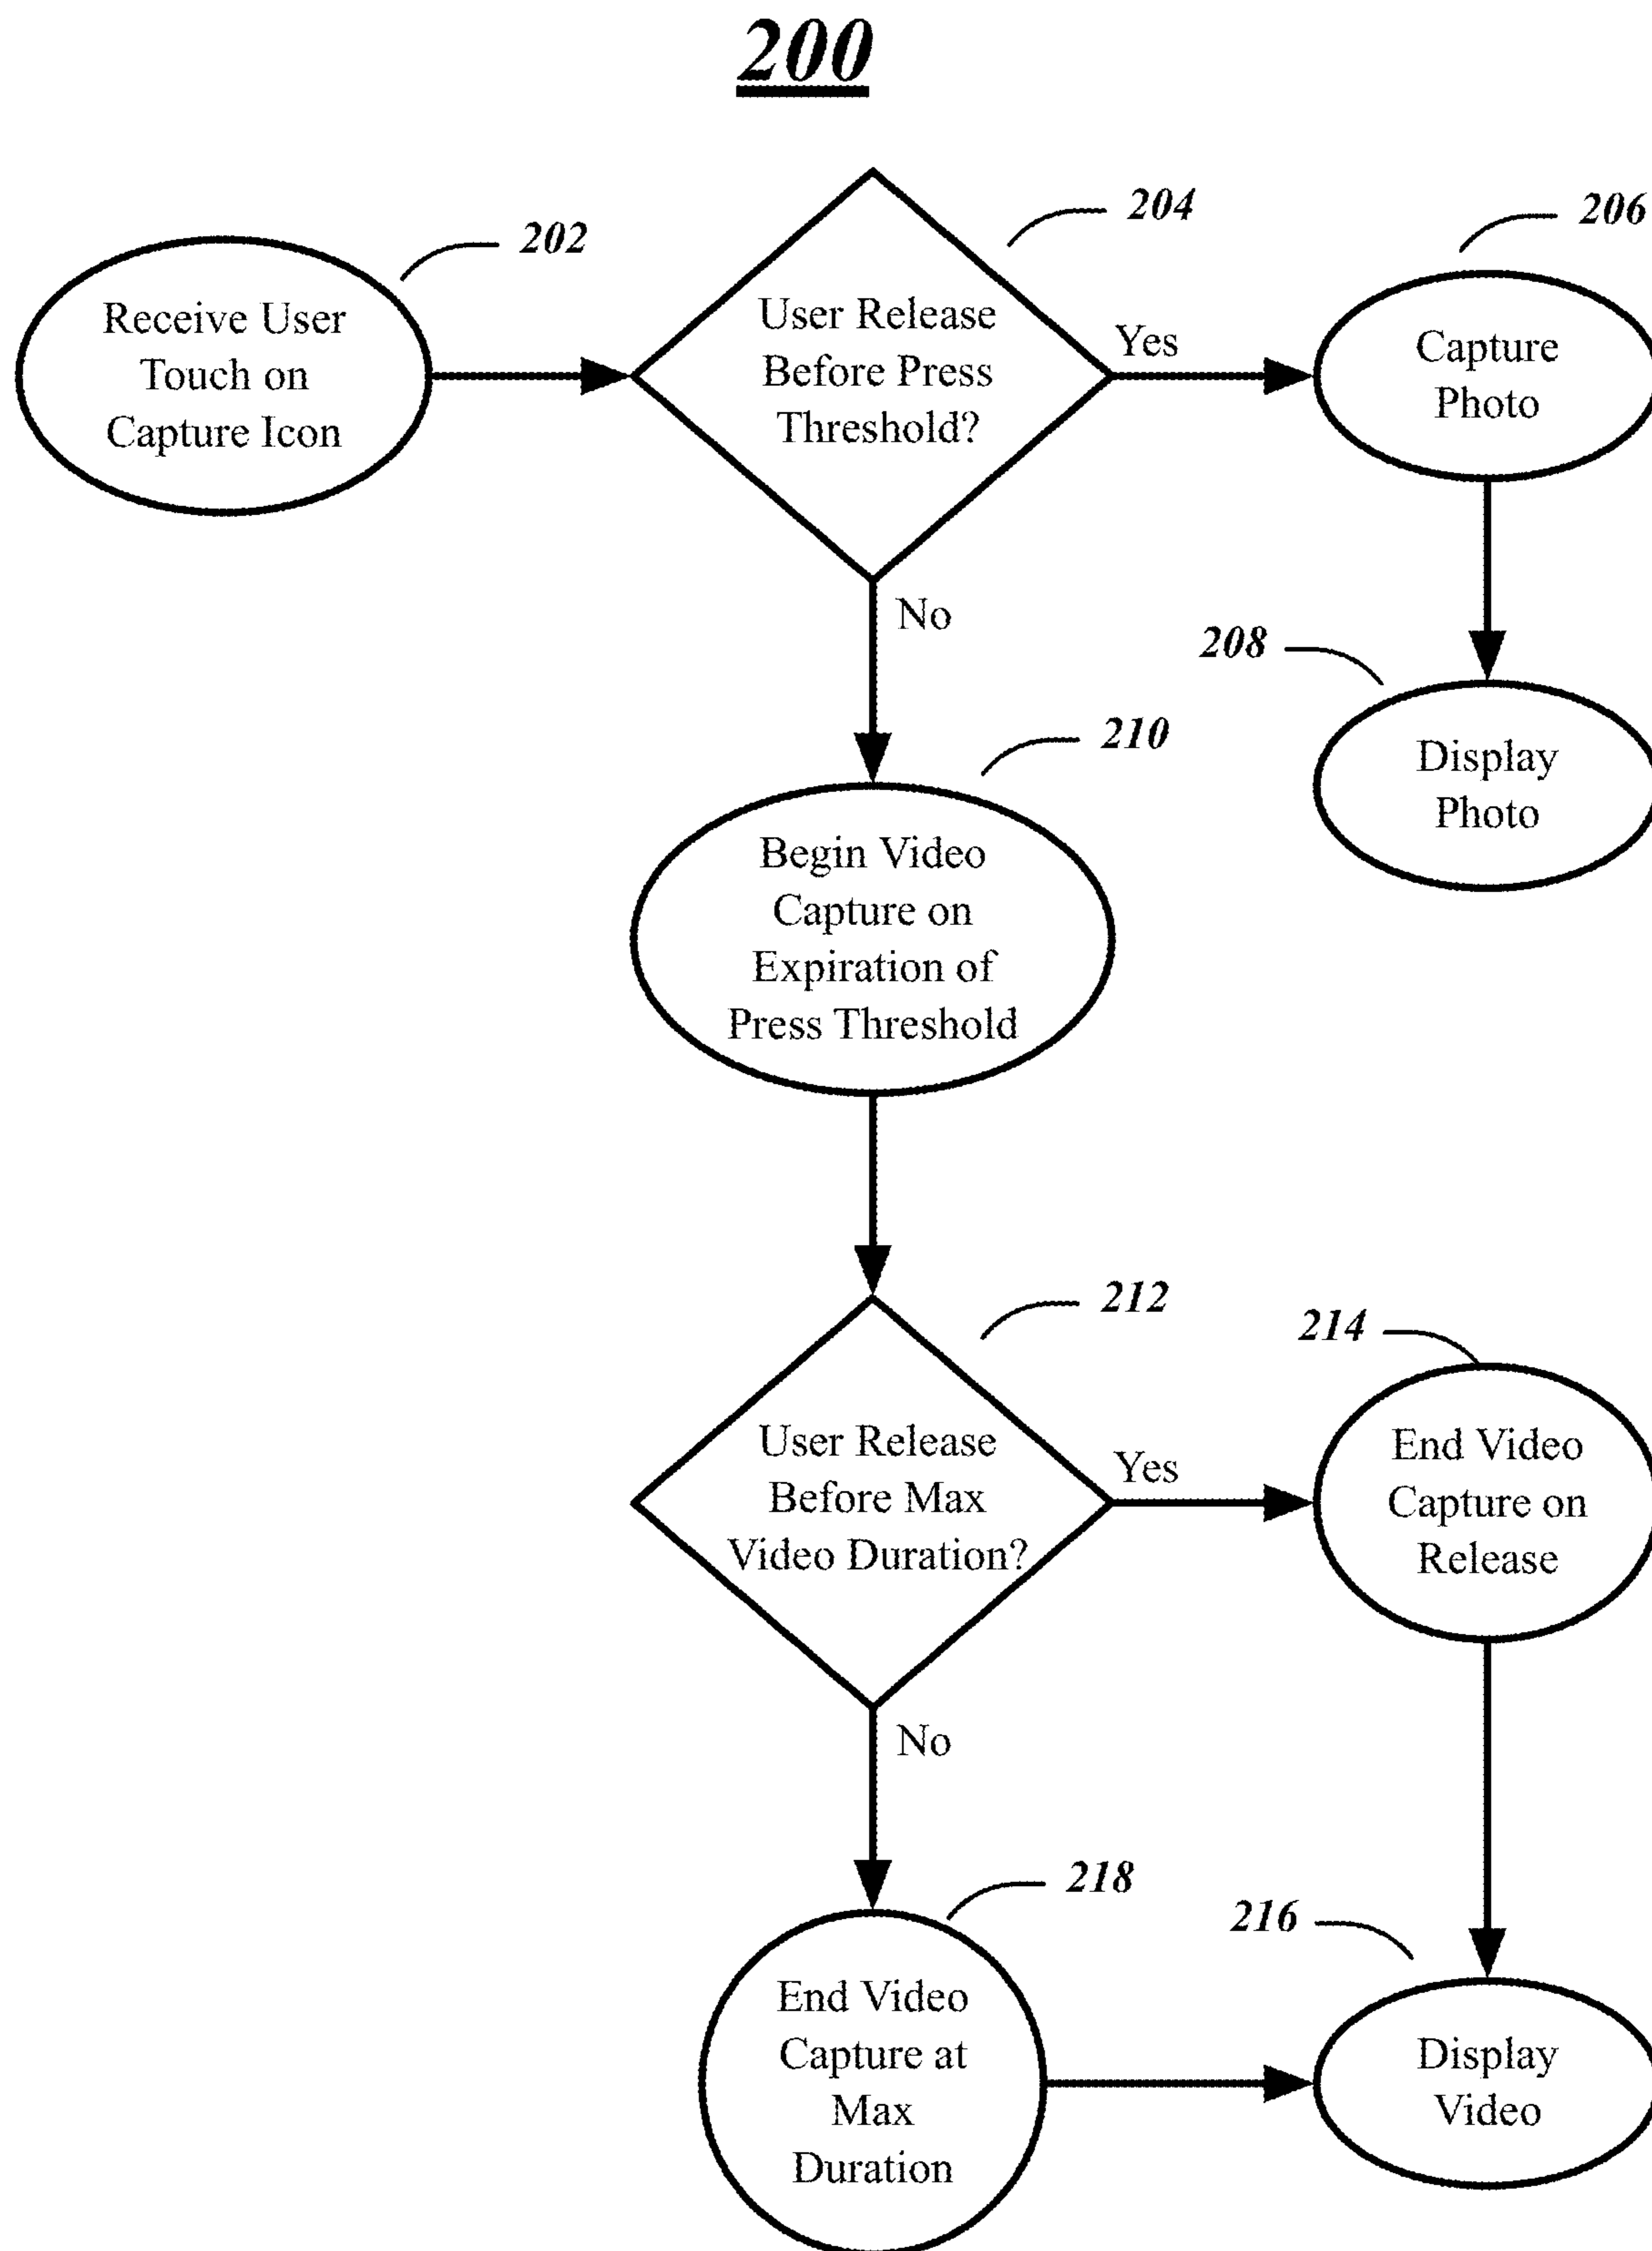 200
202
Receive User
Touch on
Capture Icon
204
User Release
Before Press
Threshold?
Yes
206
Capture
Photo
No
208
Display
Photo
210
Begin Video
Capture on
Expiration of
Press Threshold
212
User Release
Before Max
Video Duration?
Yes
214
End Video
Capture on
Release
No
218
End Video
Capture at
Max
Duration
216
Display
Video